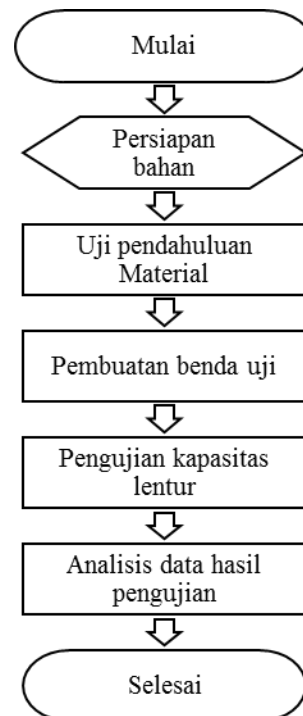 Mulai
Persiapan
bahan
Uji pendahuluan
Material
Pembuatan benda uji
Pengujian kapasitas
lentur
Analisis data hasil
pengujian
Selesai